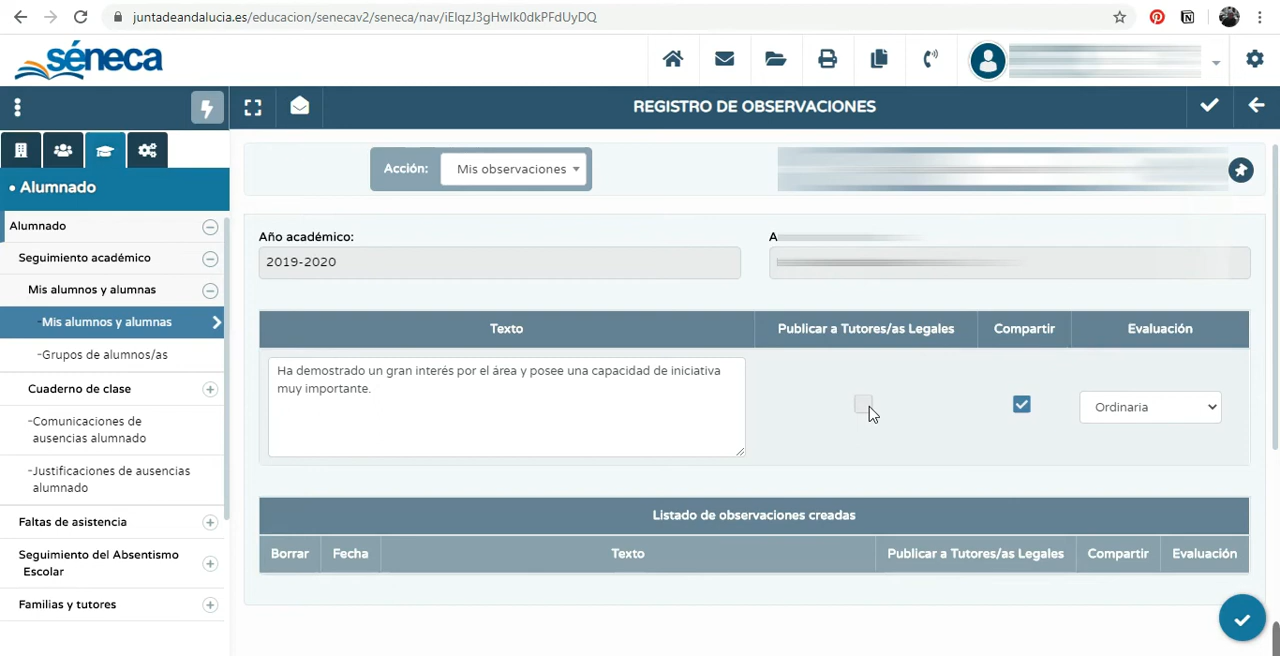 juntadeandalucia.es/educacion/senecav2/seneca/nav/iEIqzJ3gHwIk0dkPFdUyDQ
séneca
REGISTRO DE OBSERVACIONES
Acción:
Mis observaciones
• Alumnado
Alumnado
Seguimiento académico
Mis alumnos y alumnas
-Mis alumnos y alumnas
-Grupos de alumnos/as
Cuaderno de clase
-Comunicaciones de
ausencias alumnado
-Justificaciones de ausencias
alumnado
Faltas de asistencia
Seguimiento del Absentismo
Escolar
Familias y tutores
Año académico:
A
2019-2020
Texto
Publicar a Tutores/as Legales
Compartir
Evaluación
Ha demostrado un gran interés por el área y posee una capacidad de iniciativa
muy importante.
Ordinaria
Listado de observaciones creadas
Borrar
Fecha
Texto
Publicar a Tutores/as Legales
Compartir
Evaluación